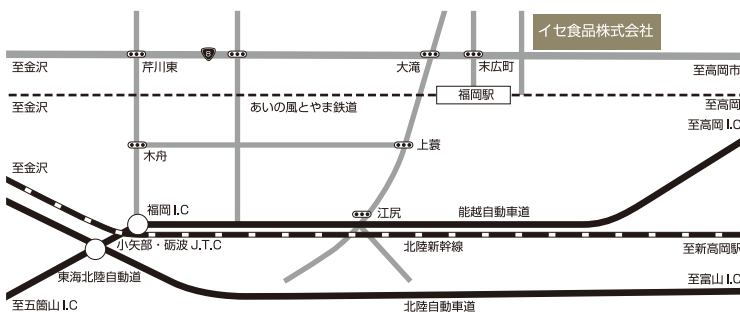 イセ食品株式会社
8
至金沢
芹川東
大滝
末広町
至高岡市
至金沢
あいの風とやま鉄道
福岡駅
至高岡
至高岡 I.C
木舟
上蓑
至金沢
福岡 I.C
江尻
能越自動車道
小矢部・砺波 J.T.C
北陸新幹線
至新高岡駅
東海北陸自動道
至富山 I.C
至五箇山 I.C
北陸自動車道